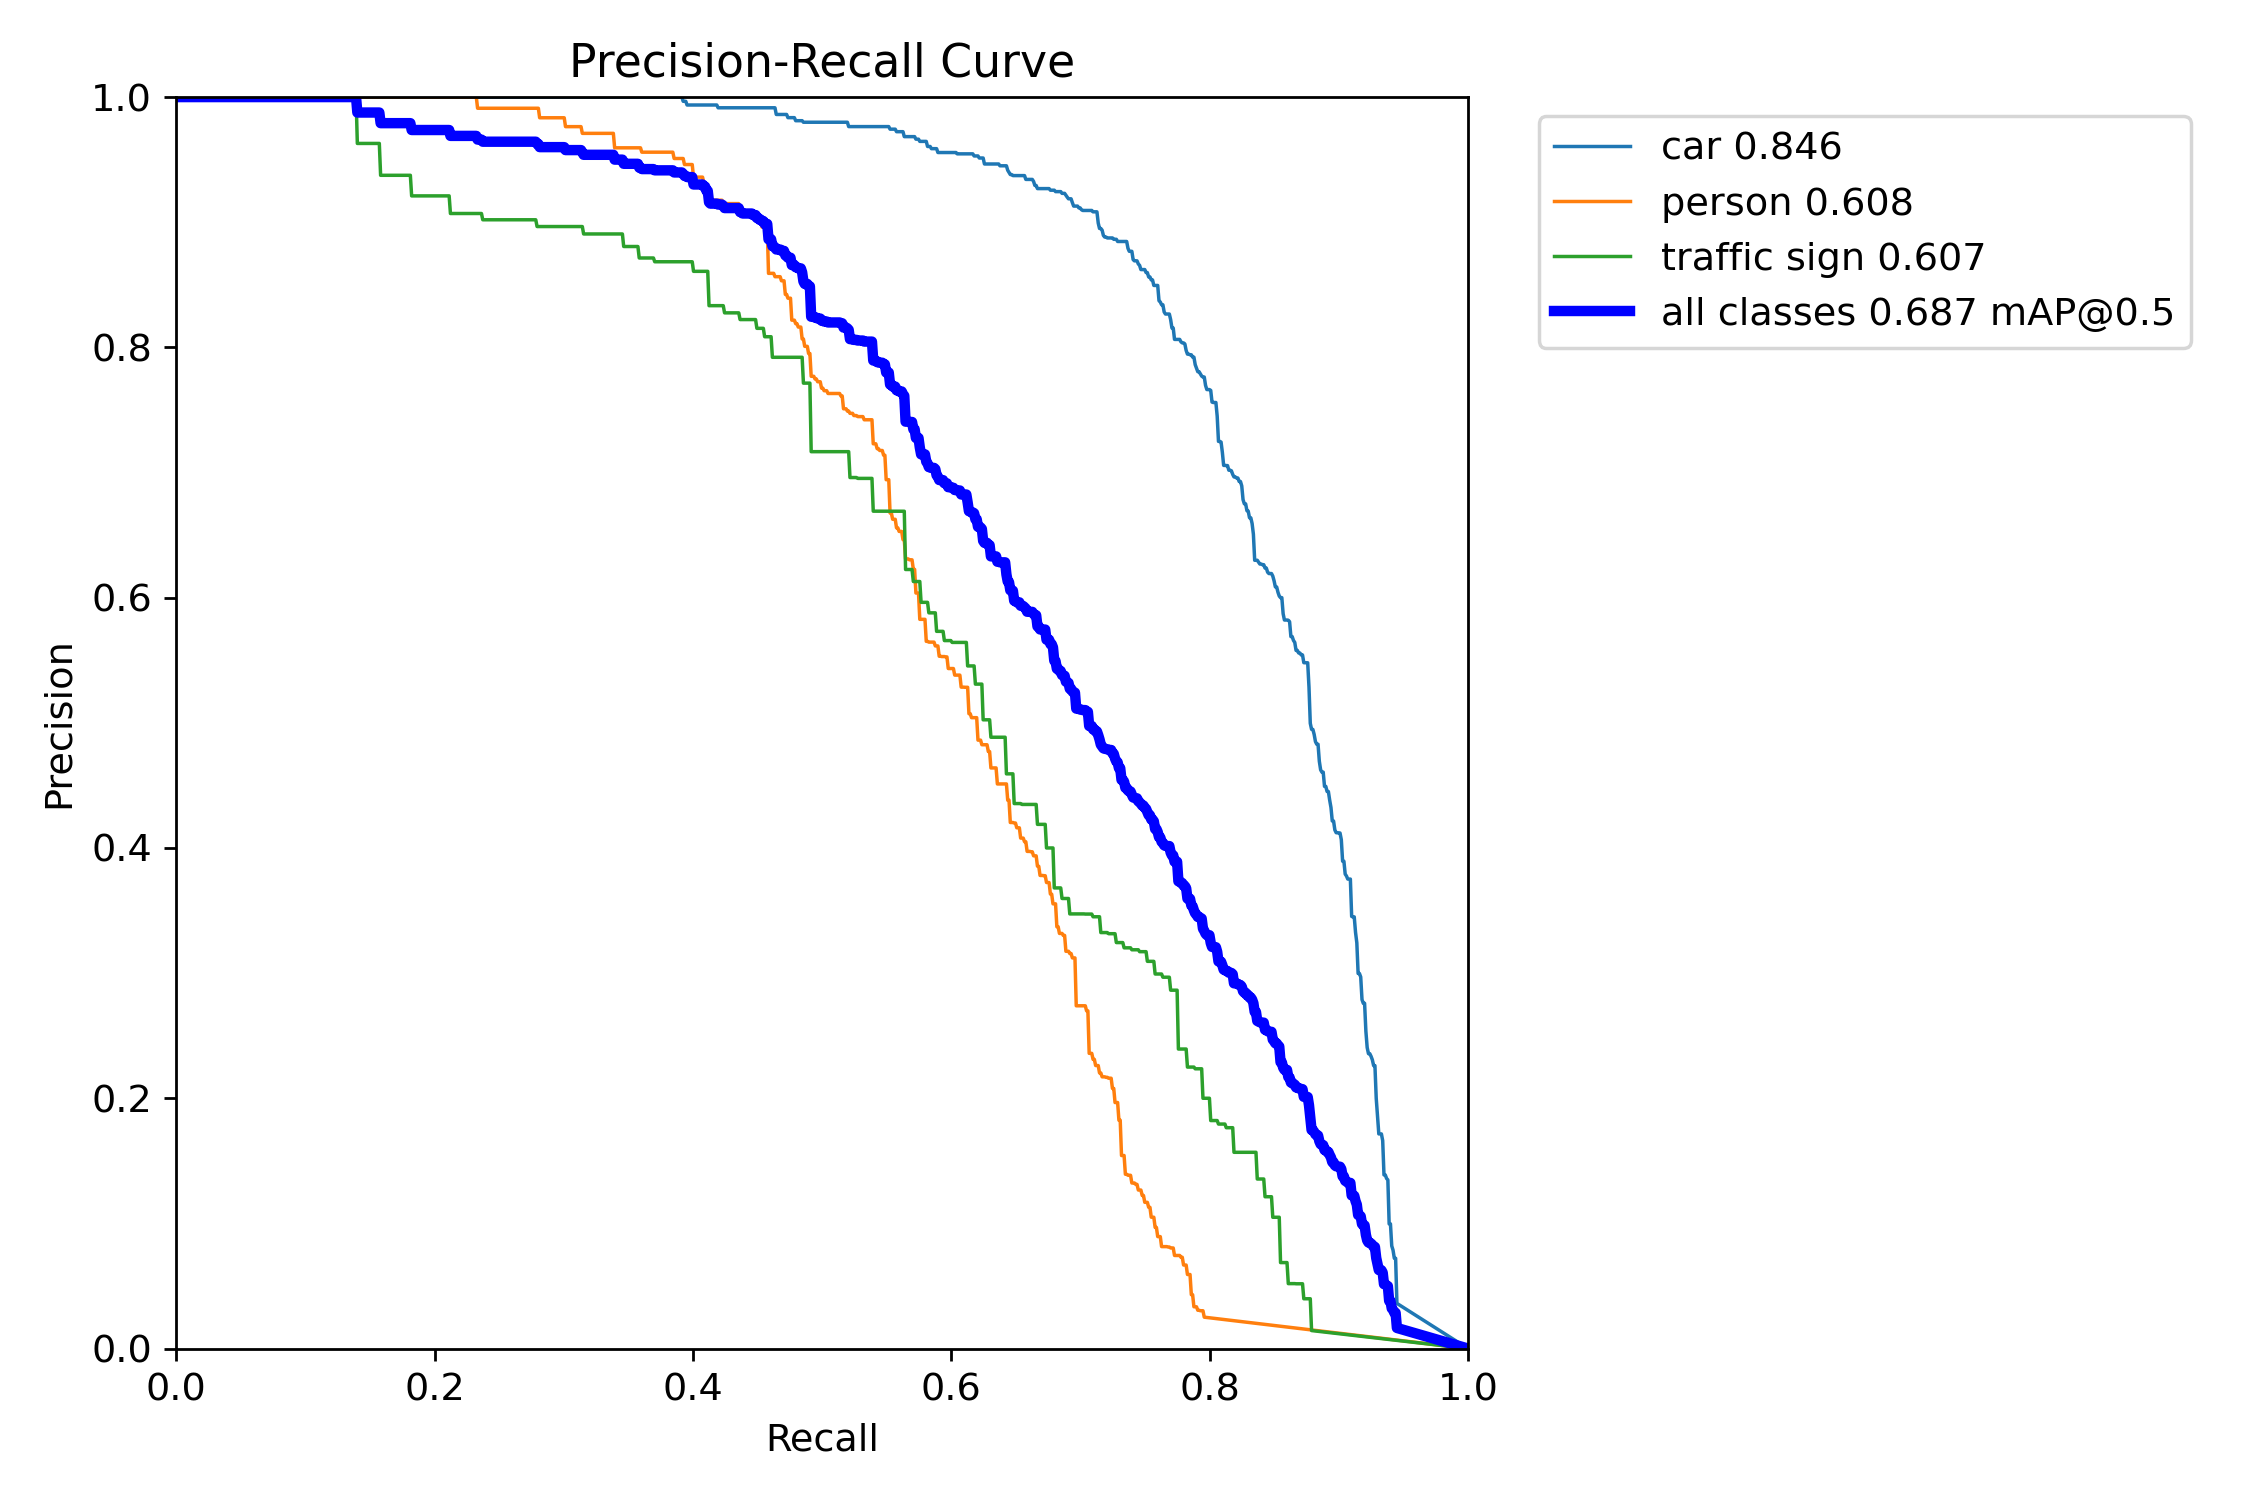 Precision-Recall Curve
1.0
0.8
0.6
0.4
0.2
0.0
Precision
0.0 0.2 0.4 0.6 0.8 1.0
Recall
car 0.846
person 0.608
traffic sign 0.607
all classes 0.687 mAP@0.5